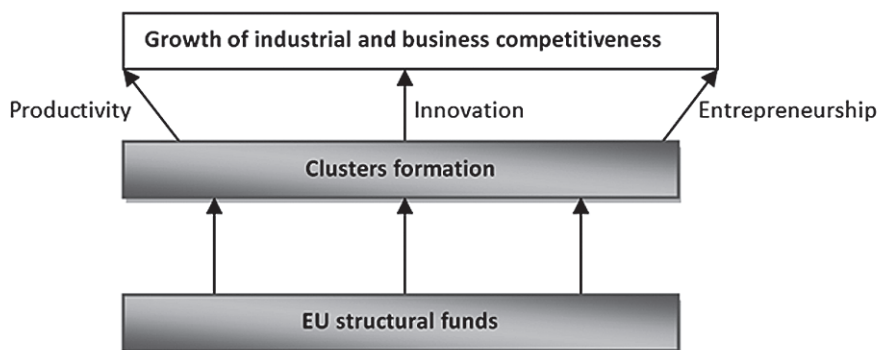 Growth of industrial and business competitiveness
Productivity
Innovation
Entrepreneurship
Clusters formation
EU structural funds